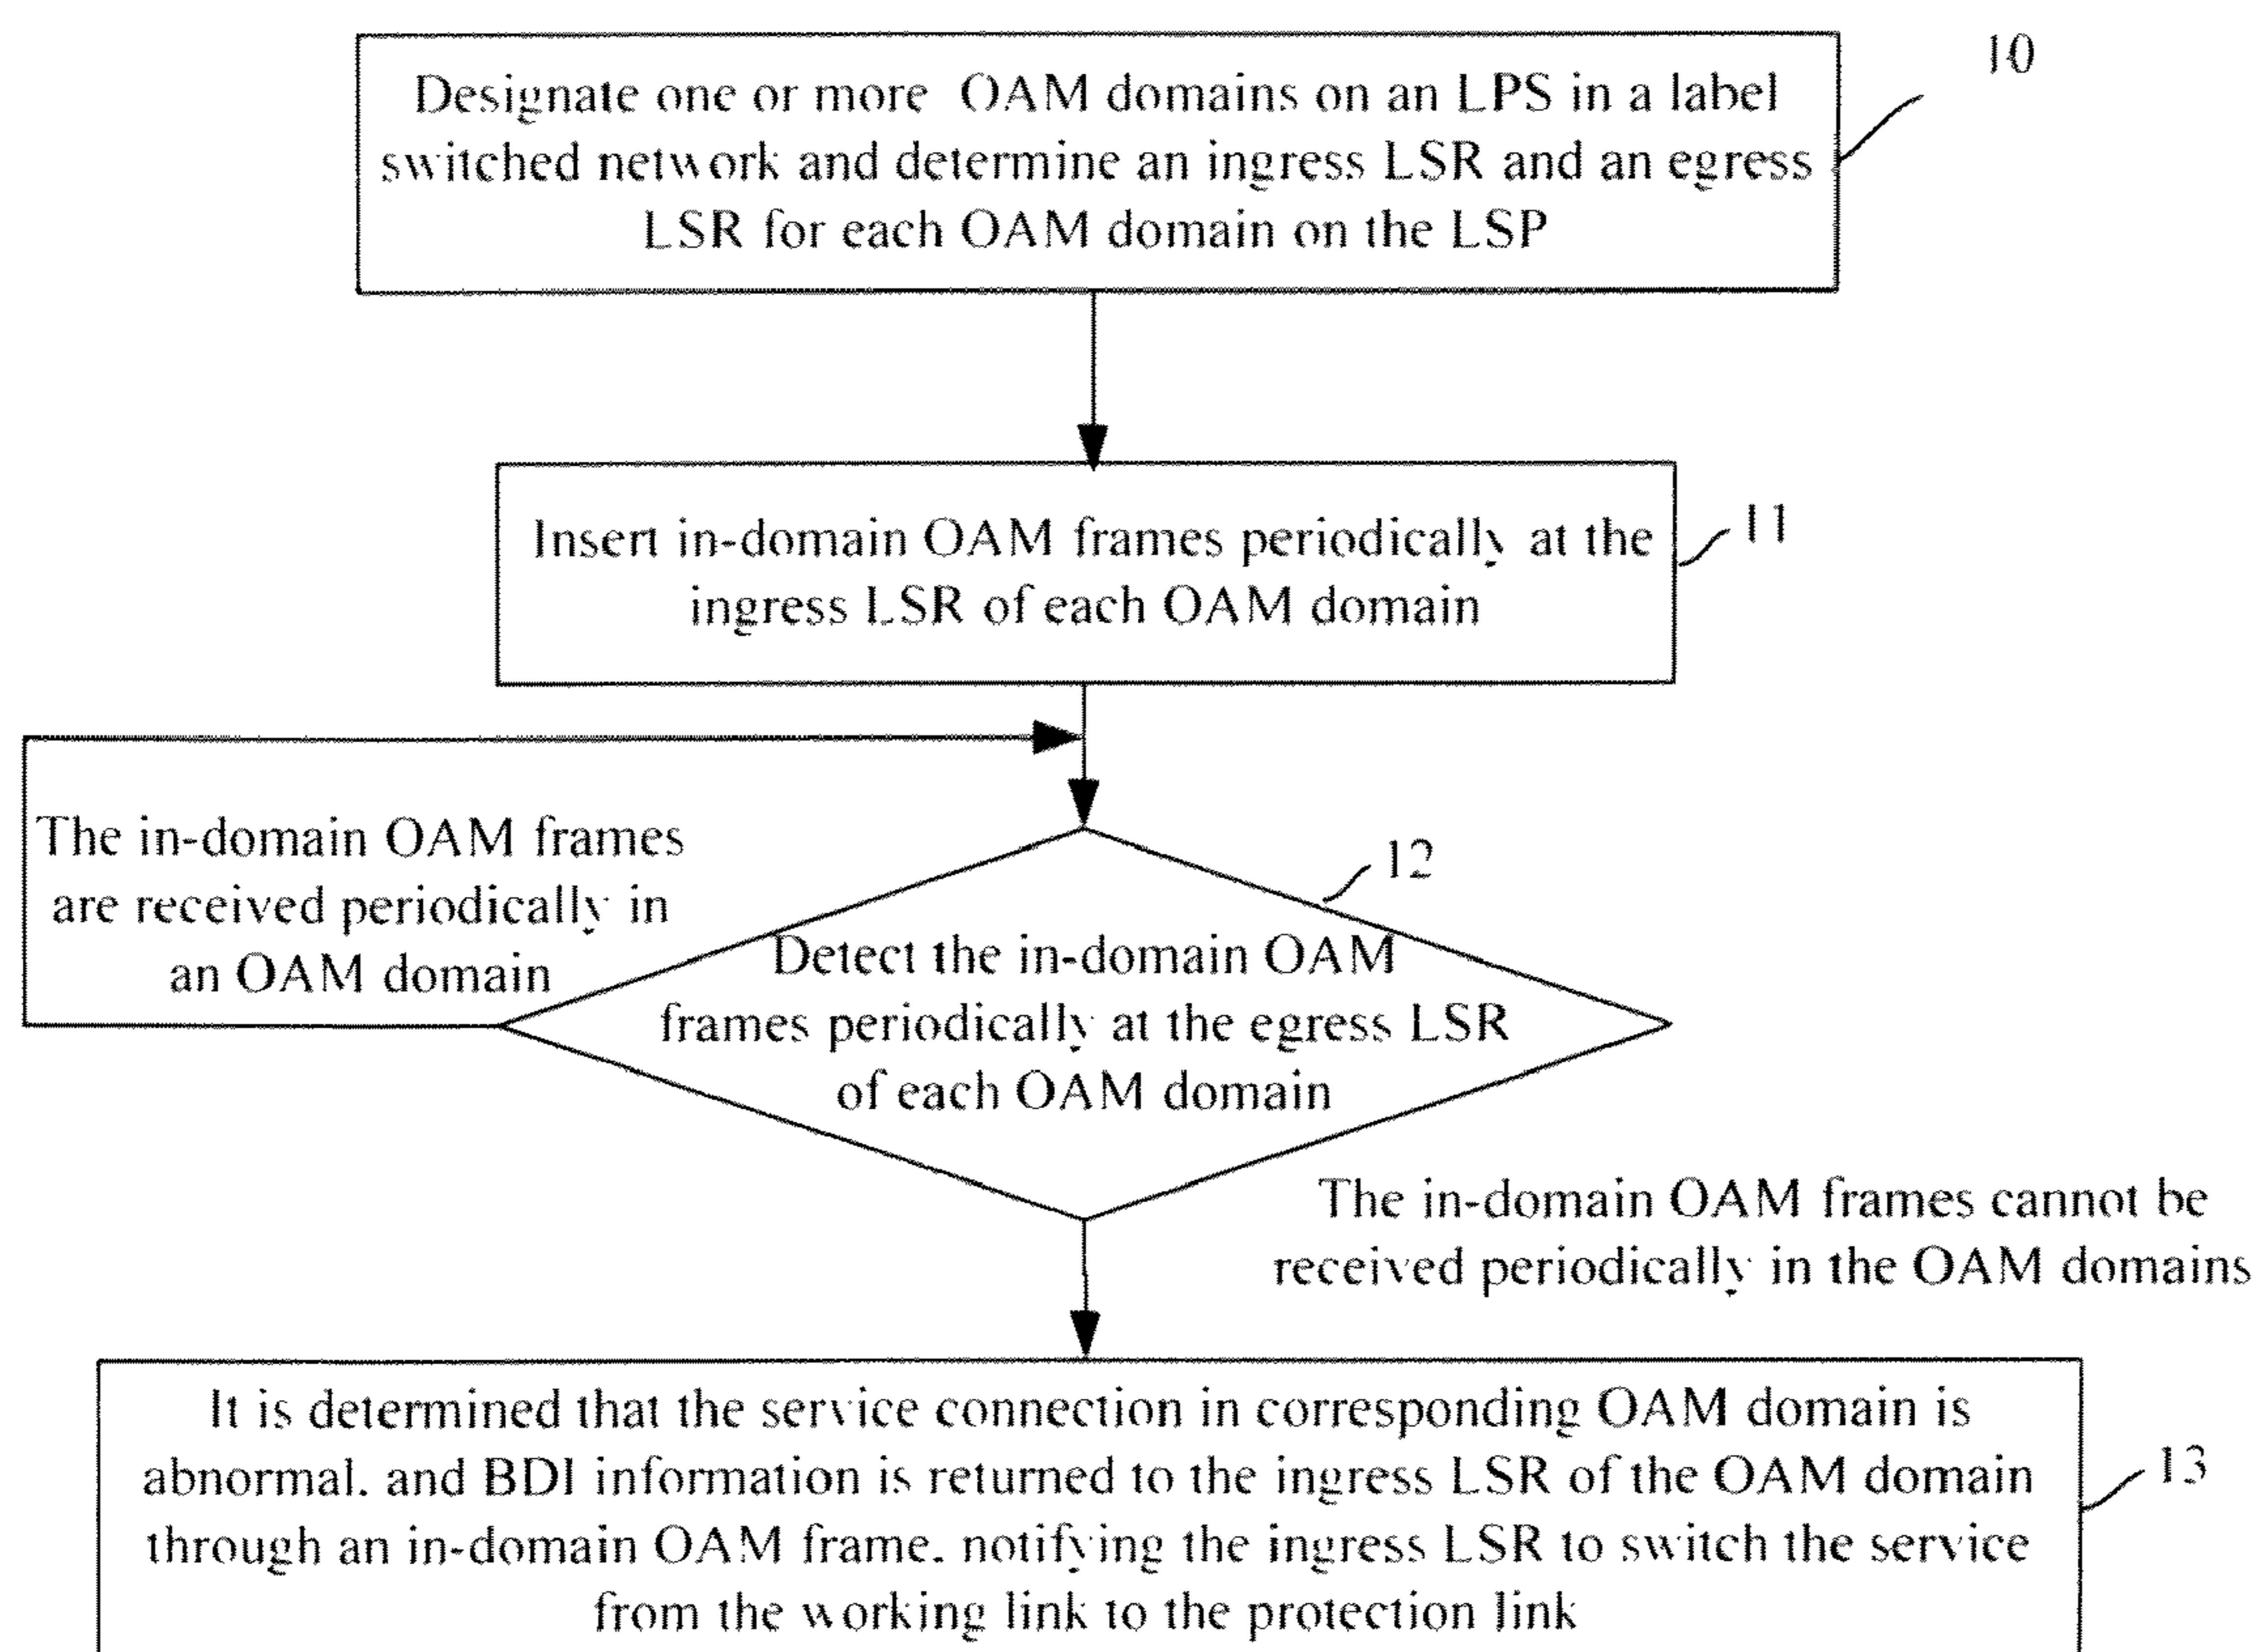 10
Designate one or more OAM domains on an LPS in a label
switched network and determine an ingress LSR and an egress
LSR for each OAM domain on the LSP
11
Insert in-domain OAM frames periodically at the
ingress LSR of each OAM domain
The in-domain OAM frames
are received periodically in
an OAM domain
12
Detect the in-domain OAM
frames periodically at the egress LSR
of each OAM domain
The in-domain OAM frames cannot be
received periodically in the OAM domains
It is determined that the service connection in corresponding OAM domain is
abnormal, and BDI information is returned to the ingress LSR of the OAM domain
through an in-domain OAM frame, notifying the ingress LSR to switch the service
from the working link to the protection link
13